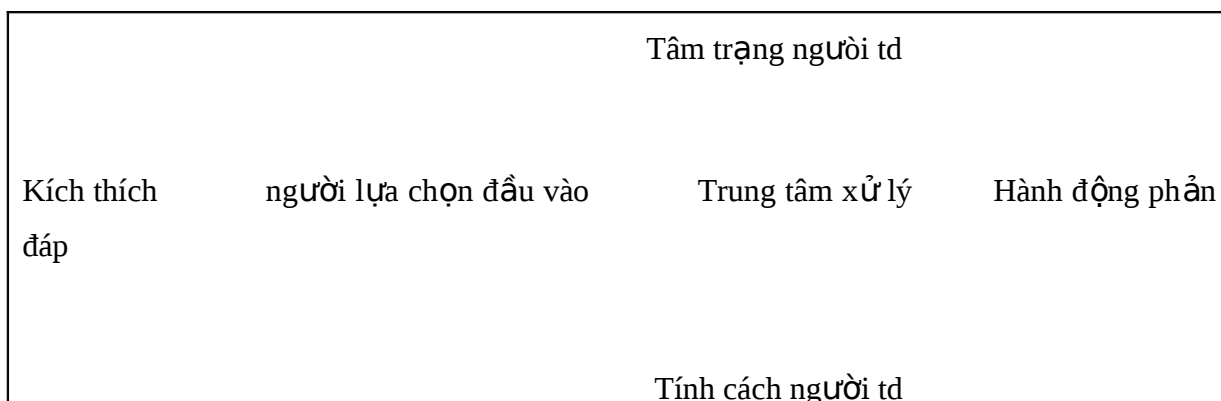 Tâm trạng ngưòi td
Kích thích người lựa chọn đầu vào Trung tâm xử lý Hành động phản
đáp
Tính cách người td